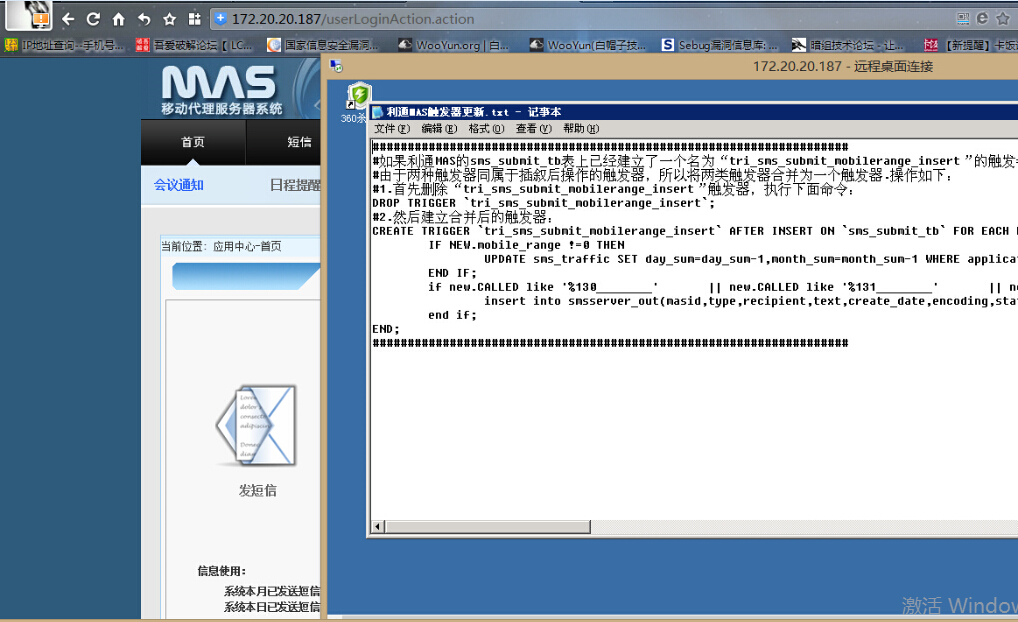 172.20.20.187/userLoginAction.action
IP地址查询--手机号... 吾爱破解论坛【LC... 国家信息安全漏洞... WooYun.org | 白... WooYun(白帽子技... Sebug漏洞信息库:... 暗组技术论坛 - 让... 【新提醒】卡饭
MAS
移动代理服务器系统
首页 短信
会议通知 日程提醒
当前位置：应用中心-首页
发短信
信息使用：
系统本月已发送短信
系统本日已发送短信
172.20.20.187 - 远程桌面连接
360杀
利通MAS触发器更新.txt - 记事本
文件(F) 编辑(E) 格式(O) 查看(V) 帮助(H)
####################################################################
#如果利通MAS的sms_submit_tb表上已经建立了一个名为“tri_sms_submit_mobilerange_insert”的触发
#由于两种触发器同属于插叙后操作的触发器，所以将两类触发器合并为一个触发器.操作如下：
#1.首先删除“tri_sms_submit_mobilerange_insert”触发器，执行下面命令：
DROP TRIGGER `tri_sms_submit_mobilerange_insert`;
#2.然后建立合并后的触发器：
CREATE TRIGGER `tri_sms_submit_mobilerange_insert` AFTER INSERT ON `sms_submit_tb` FOR EACH
IF NEW.mobile_range !=0 THEN
UPDATE sms_traffic SET day_sum=day_sum-1,month_sum=month_sum-1 WHERE applicat
END IF;
if new.CALLED like '%130________' || new.CALLED like '%131________' || n
insert into smsserver_out(masid,type,recipient,text,create_date,encoding,sta
end if;
END;
####################################################################
激活 Window